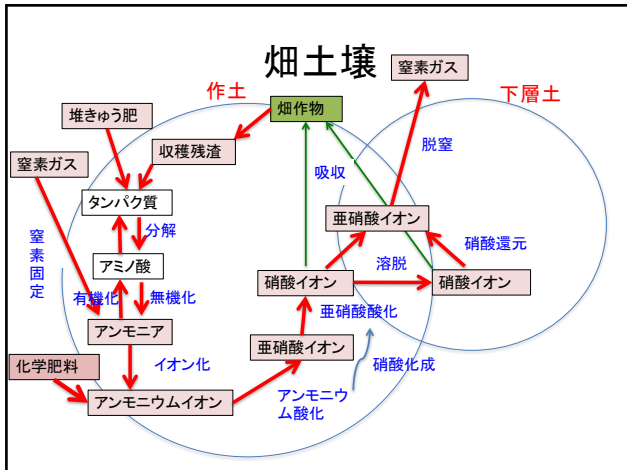 畑土壌
窒素ガス
作土
下層土
堆きゅう肥
畑作物
収穫残渣
脱窒
窒素ガス
吸収
タンパク質
亜硝酸イオン
分解
窒素固定
硝酸還元
アミノ酸
溶脱
硝酸イオン
硝酸イオン
有機化
無機化
亜硝酸酸化
アンモニア
亜硝酸イオン
化学肥料
イオン化
硝酸化成
アンモニウムイオン
アンモニウ
ム酸化